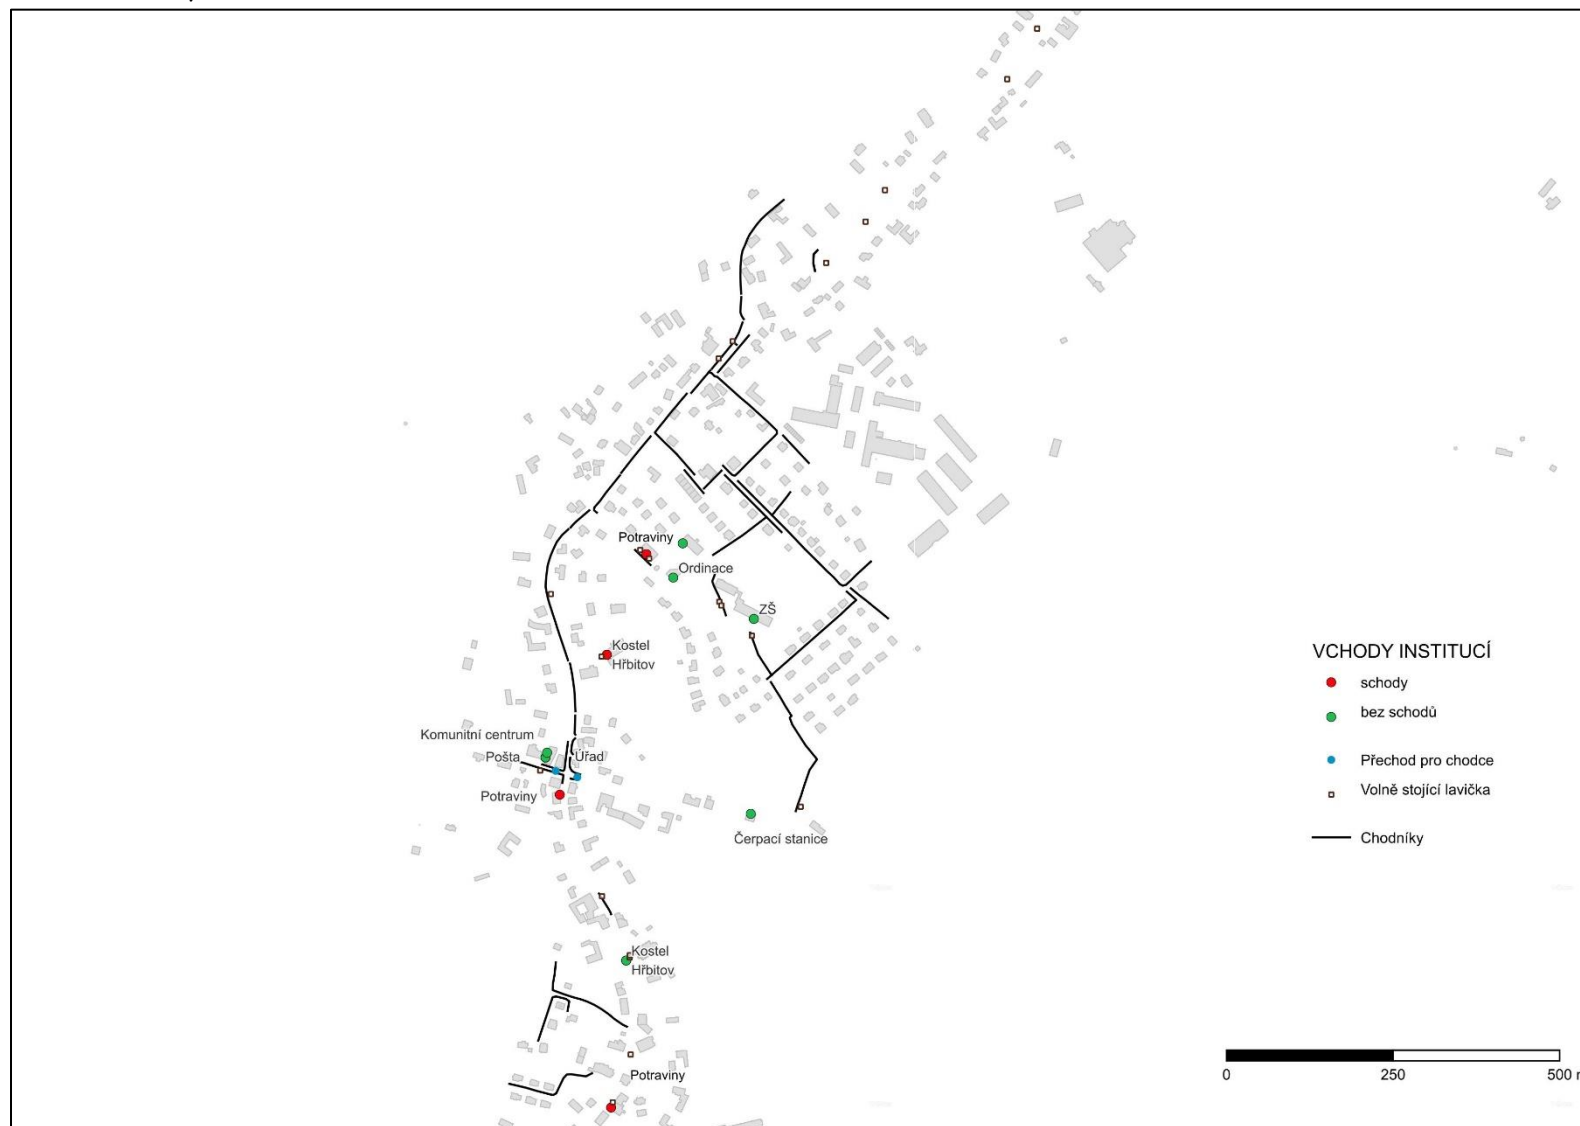 Potraviny
Ordinace
ZŠ
Kostel
Hřbitov
Komunitní centrum
Pošta
Úřad
Potraviny
Čerpací stanice
Kostel
Hřbitov
Potraviny
VCHODY INSTITUCÍ
schody
bez schodů
Přechod pro chodce
Volně stojící lavička
Chodníky
0 250 500